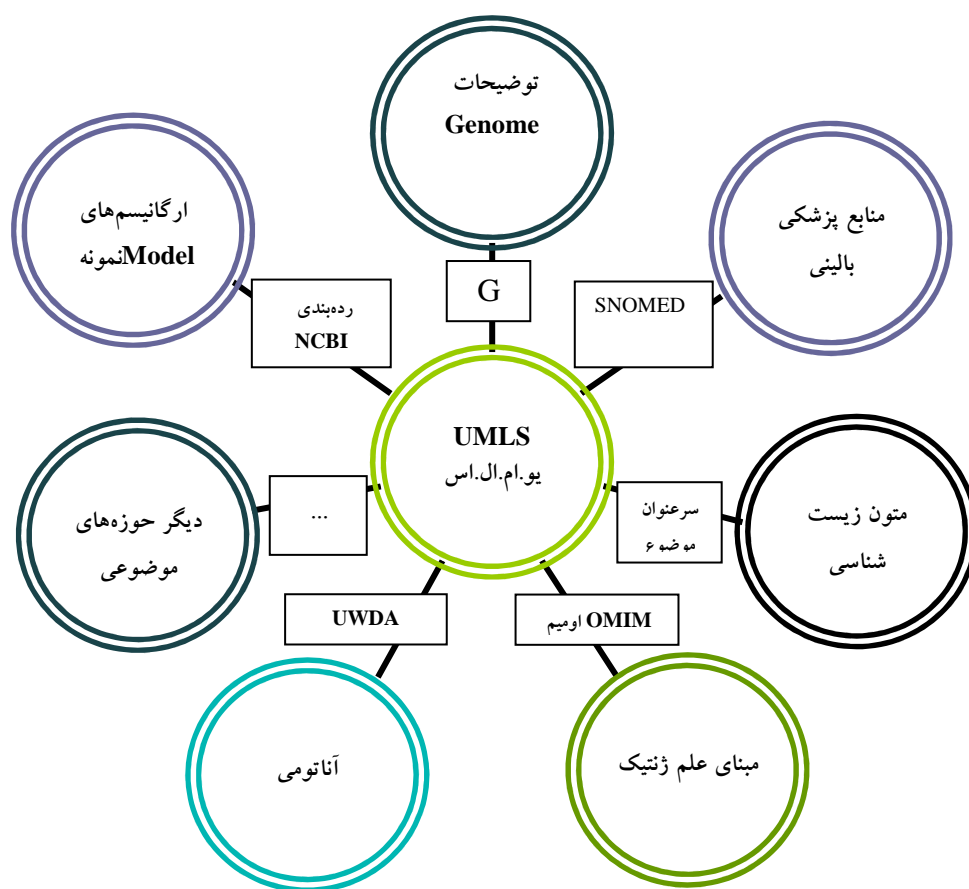 توضیحات
Genome
ارگانیسم‌های
Modelنمونه
منابع پزشکی
بالینی
G
رده‌بندی
NCBI
SNOMED
UMLS
یو.ام.ال.اس
دیگر حوزه‌های
موضوعی
...
سرعنوان
موضوع
متون زیست
شناسی
UWDA
اومیم OMIM
آناتومی
مبنای علم ژنتیک